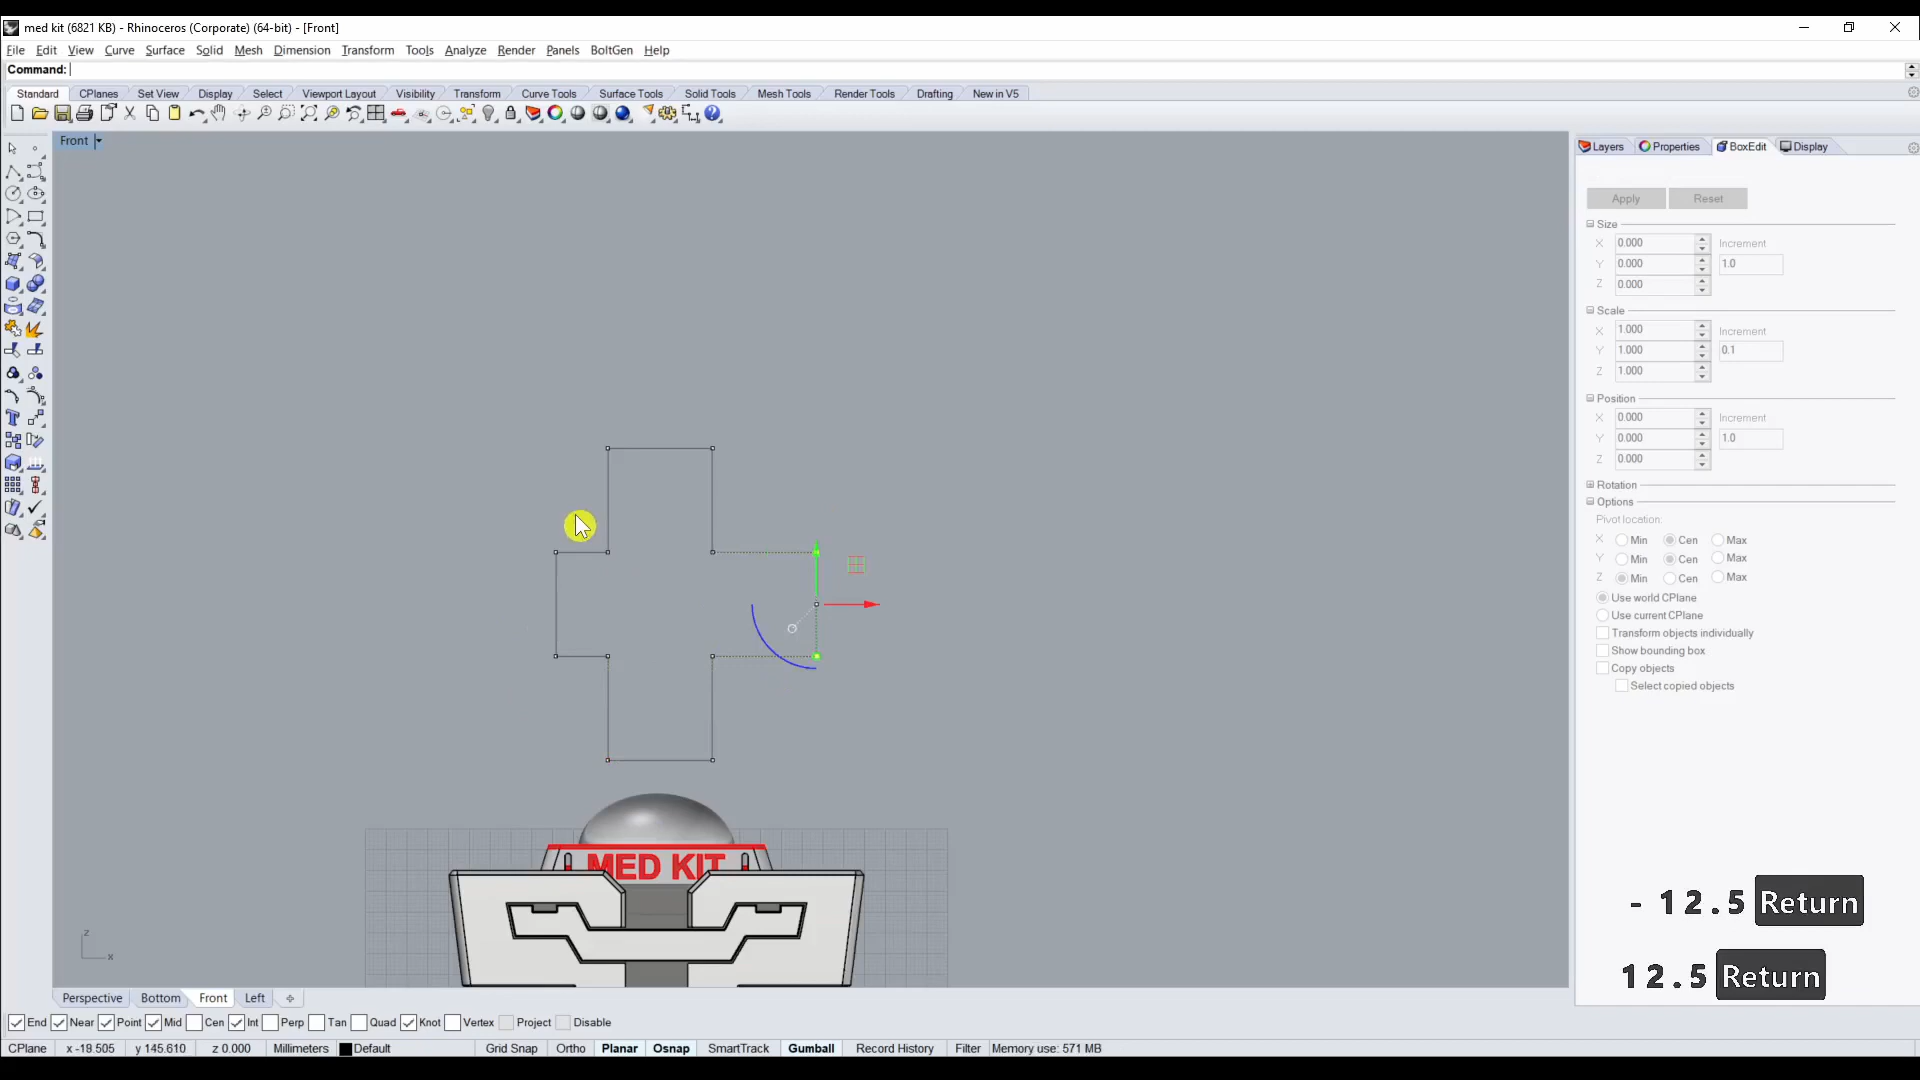 med kit (6821 KB) - Rhinoceros (Corporate) (64-bit) - [Front]
File Edit View Curve Surface Solid Mesh Dimension Transform Tools Analyze Render Panels BoltGen Help
Command:
Standard CPlanes Set View Display Select Viewport Layout Visibility Transform Curve Tools Surface Tools Solid Tools Mesh Tools Render Tools Drafting New in V5
Front
Layers Properties BoxEdit Display
Apply Reset
Size
X 0.000 Increment
Y 0.000 1.0
Z 0.000
Scale
X 1.000 Increment
Y 1.000 0.1
Z 1.000
Position
X 0.000 Increment
Y 0.000 1.0
Z 0.000
Rotation
Options
Pivot location:
X Min Cen Max
Y Min Cen Max
Z Min Cen Max
Use world CPlane
Use current CPlane
Transform objects individually
Show bounding box
Copy objects
Select copied objects
MED KIT
- 12.5 Return
12.5 Return
z
x
Perspective Bottom Front Left
End Near Point Mid Cen Int Perp Tan Quad Knot Vertex Project Disable
CPlane x -19.505 y 145.610 z 0.000 Millimeters Default Grid Snap Ortho Planar Osnap SmartTrack Gumball Record History Filter Memory use: 571 MB